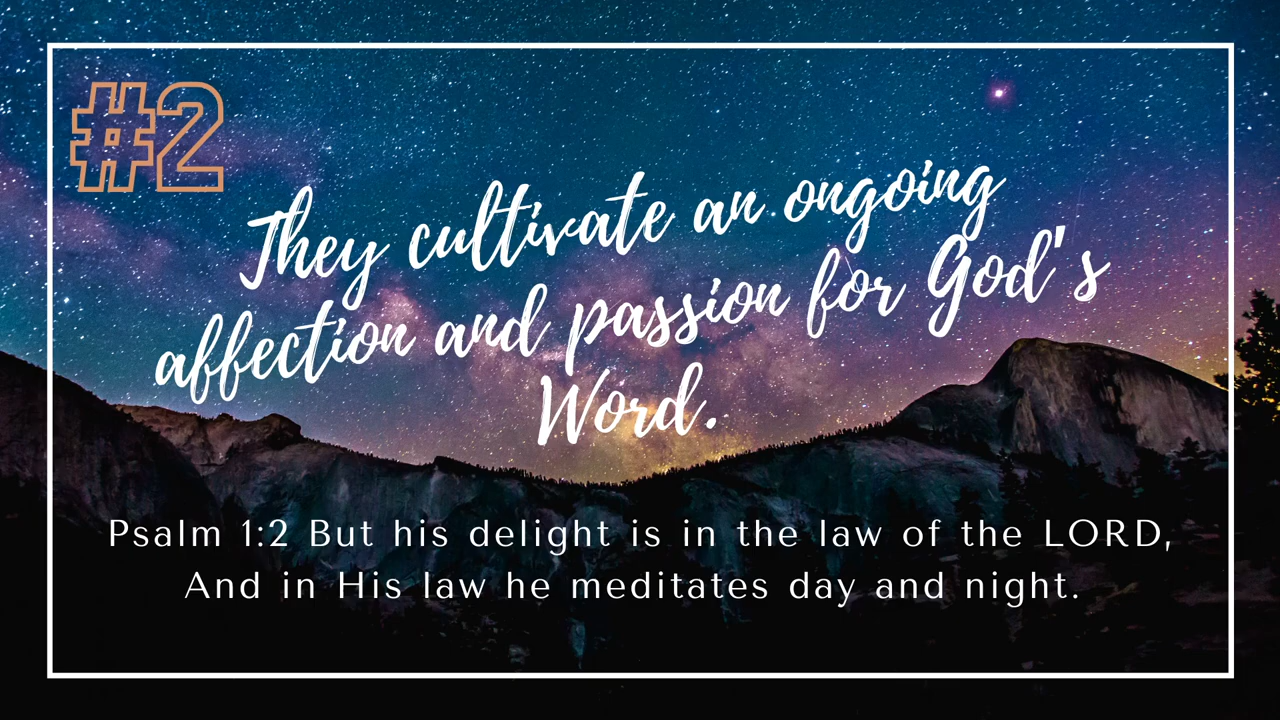 #2
They cultivate an ongoing
affection and passion for God's
Word.
Psalm 1:2 But his delight is in the law of the LORD,
And in His law he meditates day and night.